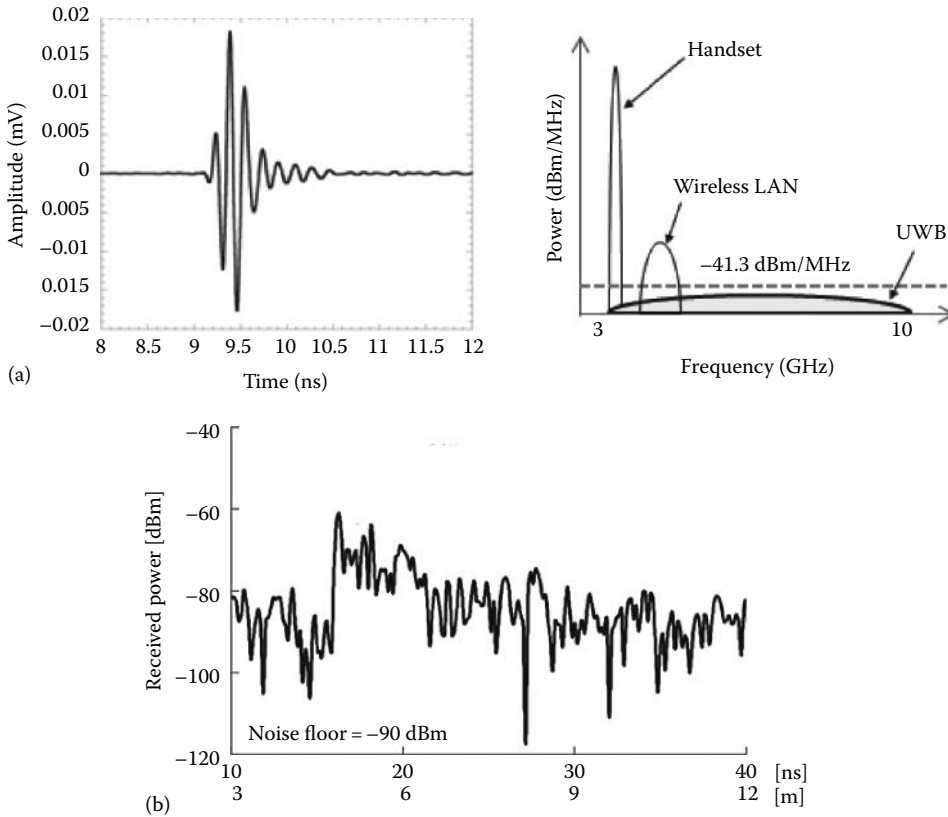 0.02
0.015
0.01
0.005
0
0.005
−0.01
0.015
−0.02
Amplitude (mV)
8 8.5 9 9.5 10 10.5 11 11.5 12
Time (ns)
(a)
Power (dBm/MHz)
Handset
Wireless LAN
UWB
−41.3 dBm/MHz
3 10
Frequency (GHz)
−40
−60
−80
−100
−120
Received power [dBm]
Noise floor = −90 dBm
10 20 30 40 [ns]
3 6 9 12 [m]
(b)